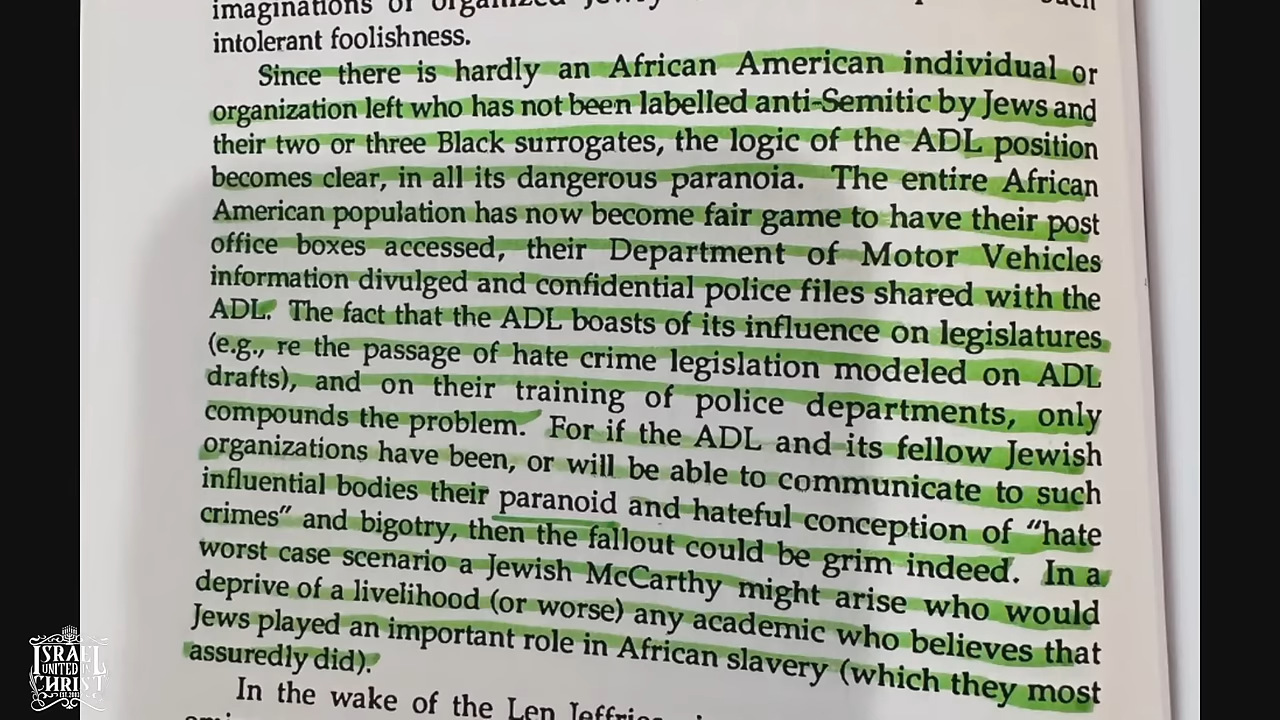 imaginations or organized Jewry
intolerant foolishness.
Since there is hardly an African American individual or
organization left who has not been labelled anti-Semitic by Jews and
their two or three Black surrogates, the logic of the ADL position
becomes clear, in all its dangerous paranoia. The entire African
American population has now become fair game to have their post
office boxes accessed, their Department of Motor Vehicles
information divulged and confidential police files shared with the
ADL. The fact that the ADL boasts of its influence on legislatures
(e.g., re the passage of hate crime legislation modeled on ADL
drafts), and on their training of police departments, only
compounds the problem. For if the ADL and its fellow Jewish
organizations have been, or will be able to communicate to such
influential bodies their paranoid and hateful conception of "hate
crimes" and bigotry, then the fallout could be grim indeed. In a
worst case scenario a Jewish McCarthy might arise who would
deprive of a livelihood (or worse) any academic who believes that
Jews played an important role in African slavery (which they most
assuredly did).
In the wake of the Len Jeffries
ISRAEL
UNITED IN
CHRIST
EST. 2003